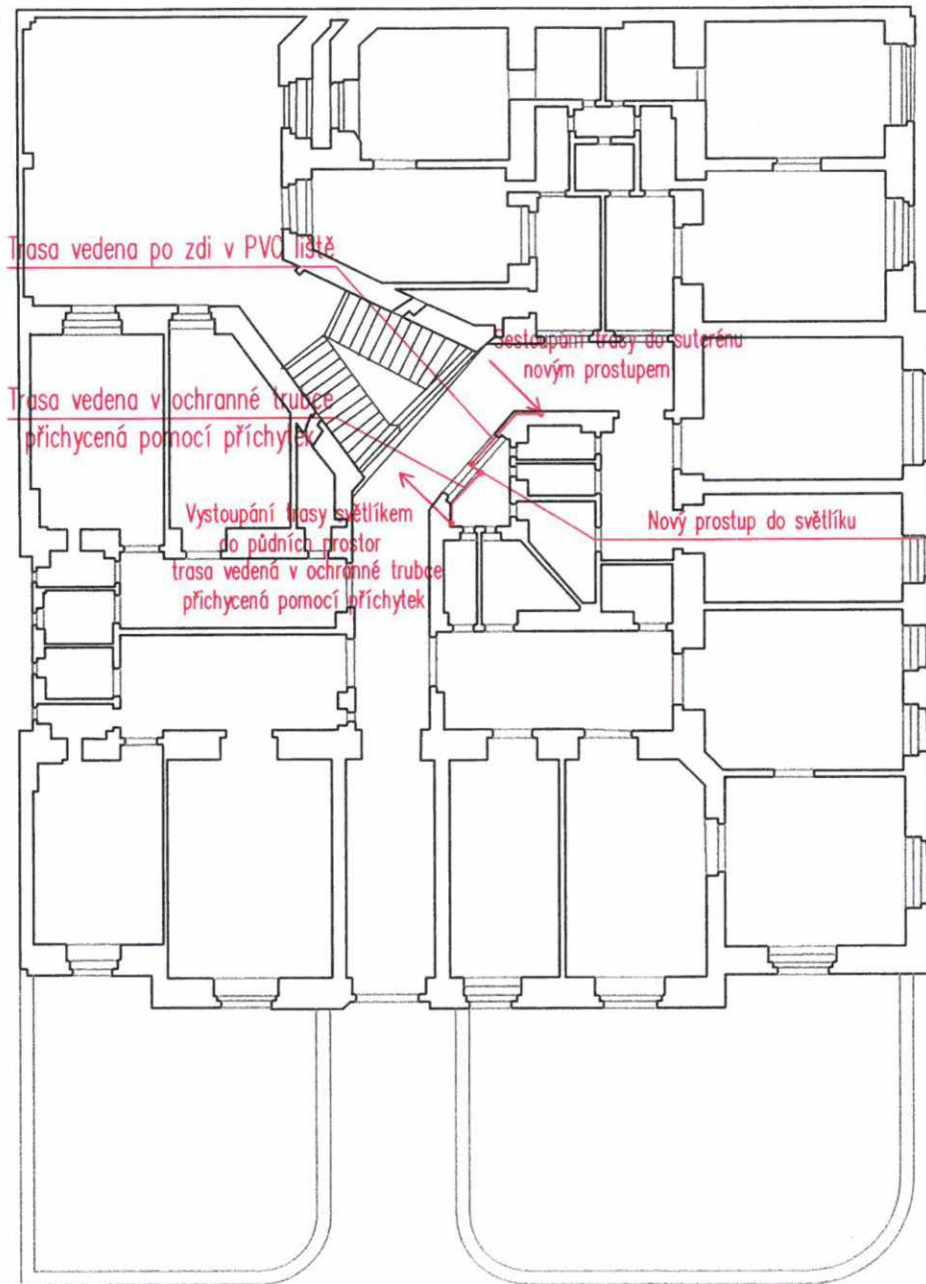 Trasa vedena po zdi v PVC liště
Sestoupání trasy do suterénu
novým prostupem
Trasa vedena v ochranné trubce
přichycená pomocí příchytek
Vystoupání trasy světlíkem
do půdních prostor
trasa vedená v ochranné trubce
přichycená pomocí příchytek
Nový prostup do světlíku